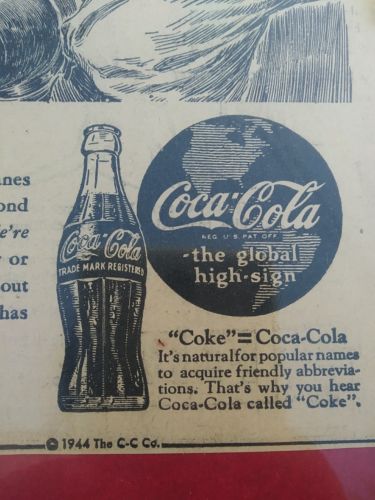 anes
ond
e're
or
out
has
Coca-Cola
TRADE MARK REGISTERED
Coca-Cola
REG. U.S. PAT. OFF.
-the global
high-sign
"Coke"=Coca-Cola
It's natural for popular names
to acquire friendly abbrevia-
tions. That's why you hear
Coca-Cola called "Coke".
© 1944 The C-C Co.